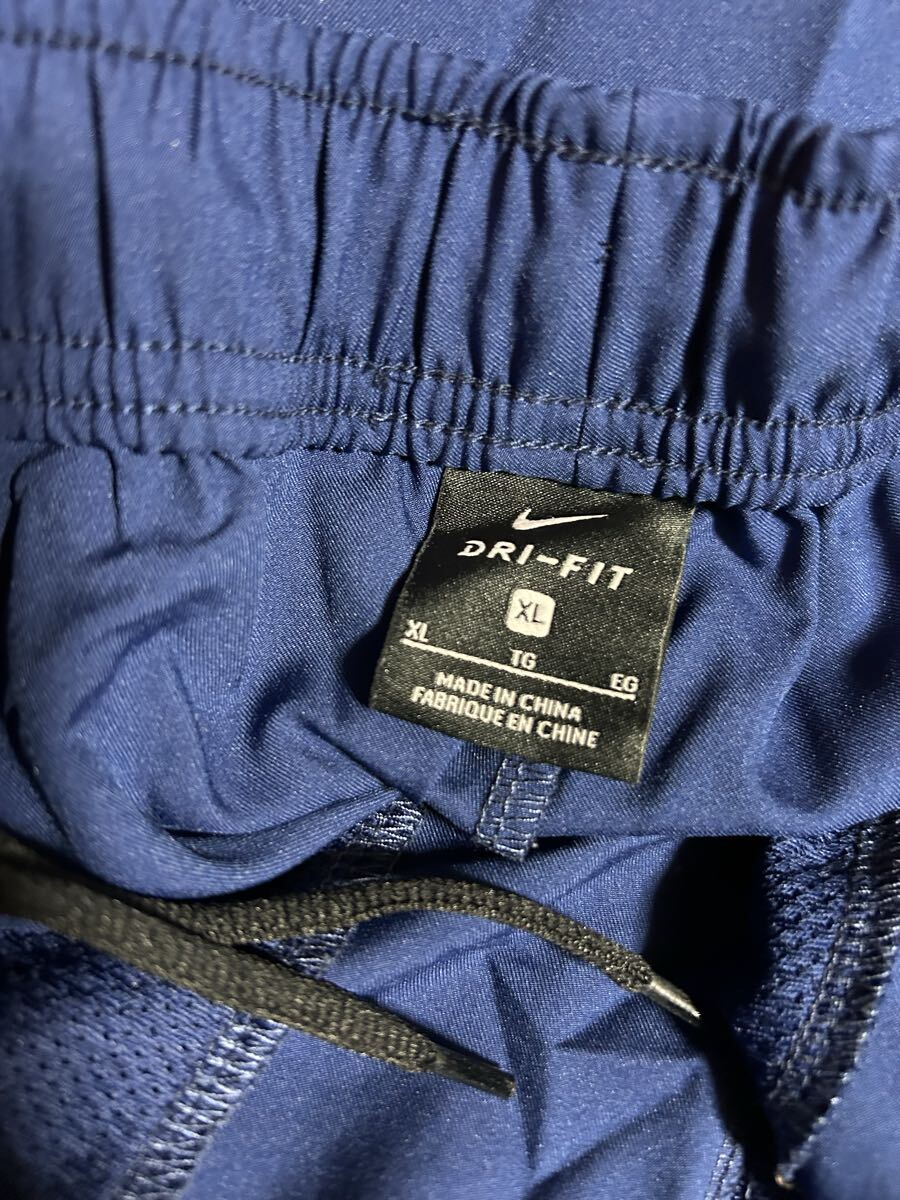 DRI-FIT
XL
XL TG EG
MADE IN CHINA
FABRIQUE EN CHINE